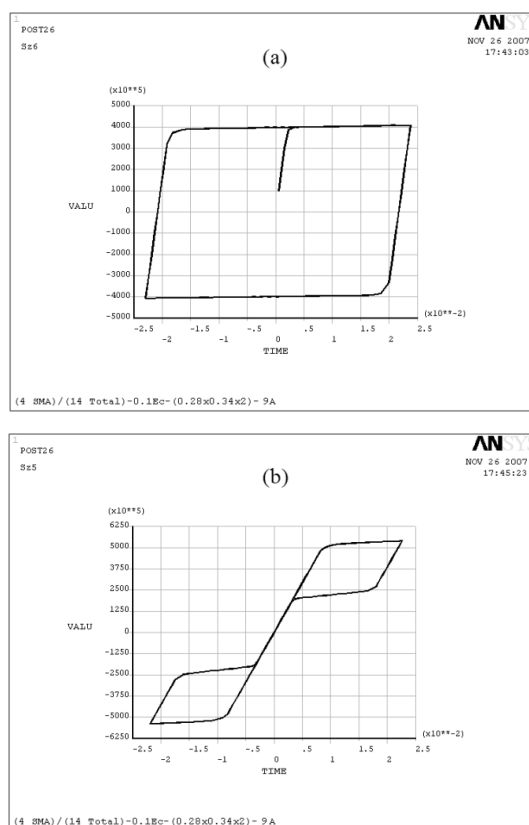 1
POST26
Sz6
(a)
ANSYS
NOV 26 2007
17:43:03
(x10**5)
5000
4000
3000
2000
1000
0
-1000
-2000
-3000
-4000
-5000
VALU
(x10**-2)
-2.5 -1.5 -.5 .5 1.5 2.5
-2 -1 0 1 2
TIME
(4 SMA)/(14 Total)-0.1Ec-(0.28x0.34x2)- 9A
1
POST26
Sz5
(b)
ANSYS
NOV 26 2007
17:45:23
(x10**5)
6250
5000
3750
2500
1250
0
-1250
-2500
-3750
-5000
-6250
VALU
(x10**-2)
-2.5 -1.5 -.5 .5 1.5 2.5
-2 -1 0 1 2
TIME
(4 SMA)/(14 Total)-0.1Ec-(0.28x0.34x2)- 9A